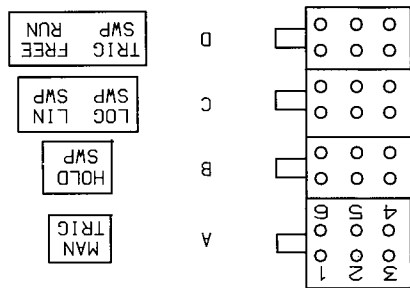 3 2 1
4 5 6
A
MAN
TRIG
B
HOLD
SWP
C
LOG LIN
SWP SWP
D
TRIG FREE
SWP RUN